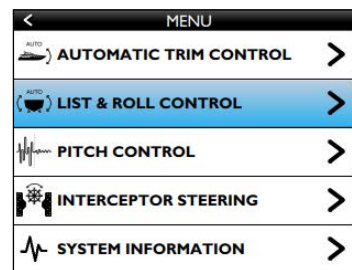 < MENU
AUTO
AUTOMATIC TRIM CONTROL >
AUTO
LIST & ROLL CONTROL >
PITCH CONTROL >
INTERCEPTOR STEERING >
SYSTEM INFORMATION >